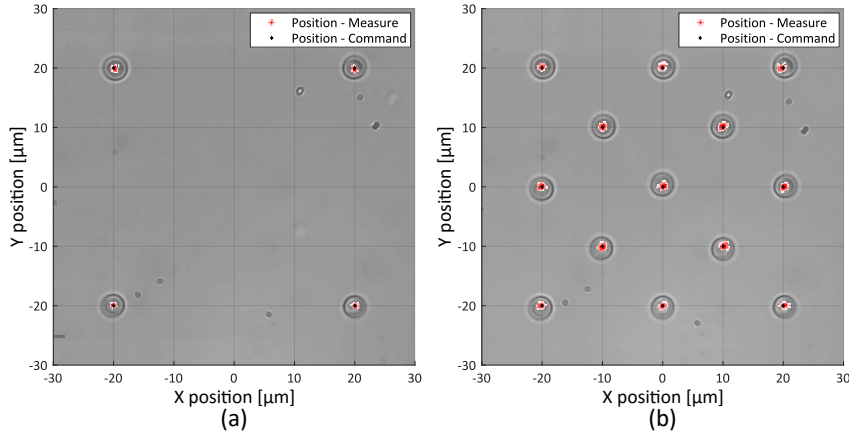 Position - Measure
Position - Command
30
20
10
0
-10
-20
-30
Y position [µm]
-30
-20
-10
0
10
20
30
X position [µm]
(a)
Position - Measure
Position - Command
30
20
10
0
-10
-20
-30
Y position [µm]
-30
-20
-10
0
10
20
30
X position [µm]
(b)